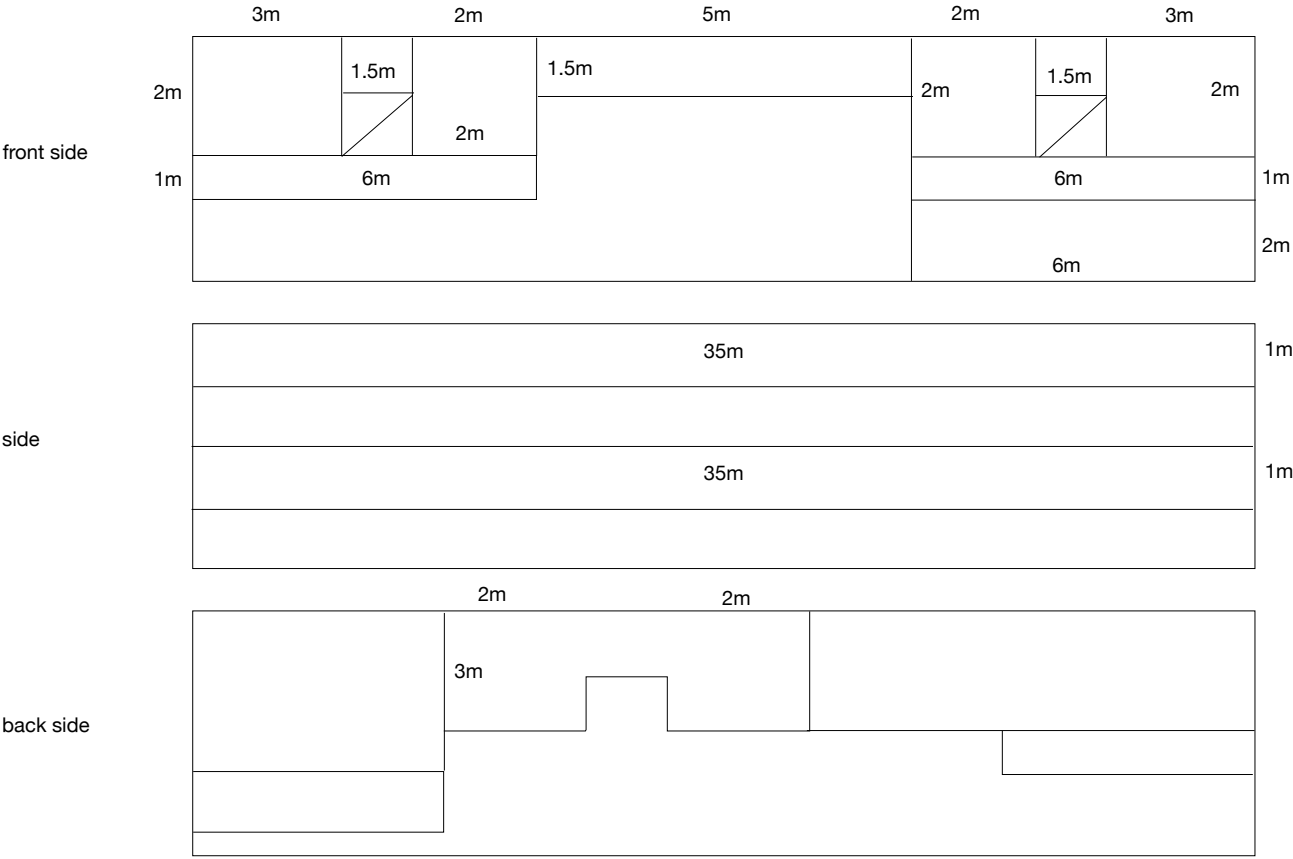 3m 2m 5m 2m 3m
1.5m 1.5m 1.5m
2m 2m 2m
2m
front side
1m 6m 6m 1m
2m
6m
35m 1m
side
35m 1m
2m 2m
3m
back side